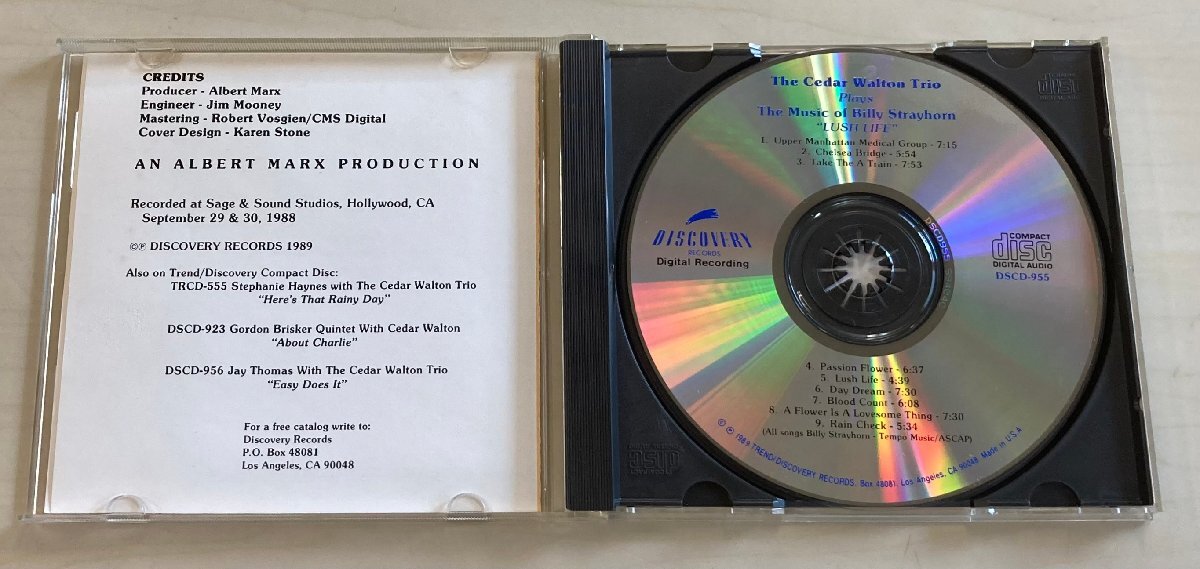 CREDITS
Producer - Albert Marx
Engineer - Jim Mooney
Mastering - Robert Vosgien/CMS Digital
Cover Design - Karen Stone
AN ALBERT MARX PRODUCTION
Recorded at Sage & Sound Studios, Hollywood, CA
September 29 & 30, 1988
©℗ DISCOVERY RECORDS 1989
Also on Trend/Discovery Compact Disc:
TRCD-555 Stephanie Haynes with The Cedar Walton Trio
"Here's That Rainy Day"
DSCD-923 Gordon Brisker Quintet With Cedar Walton
"About Charlie"
DSCD-956 Jay Thomas With The Cedar Walton Trio
"Easy Does It"
For a free catalog write to:
Discovery Records
P.O. Box 48081
Los Angeles, CA 90048
The Cedar Walton Trio
Plays
The Music of Billy Strayhorn
"LUSH LIFE"
1. Upper Manhattan Medical Group - 7:15
2. Chelsea Bridge - 5:54
3. Take The A Train - 7:53
DISCOVERY
RECORDS
Digital Recording
COMPACT
disc
DIGITAL AUDIO
DSCD-955
DSCD955
4. Passion Flower - 6:37
5. Lush Life - 4:39
6. Day Dream - 7:30
7. Blood Count - 6:08
8. A Flower Is A Lovesome Thing - 7:30
9. Rain Check - 5:34
(All songs Billy Strayhorn - Tempo Music/ASCAP)
© ℗ 1989 TREND/DISCOVERY RECORDS, Box 48081, Los Angeles, CA 90048 Made in U.S.A
disc
disc